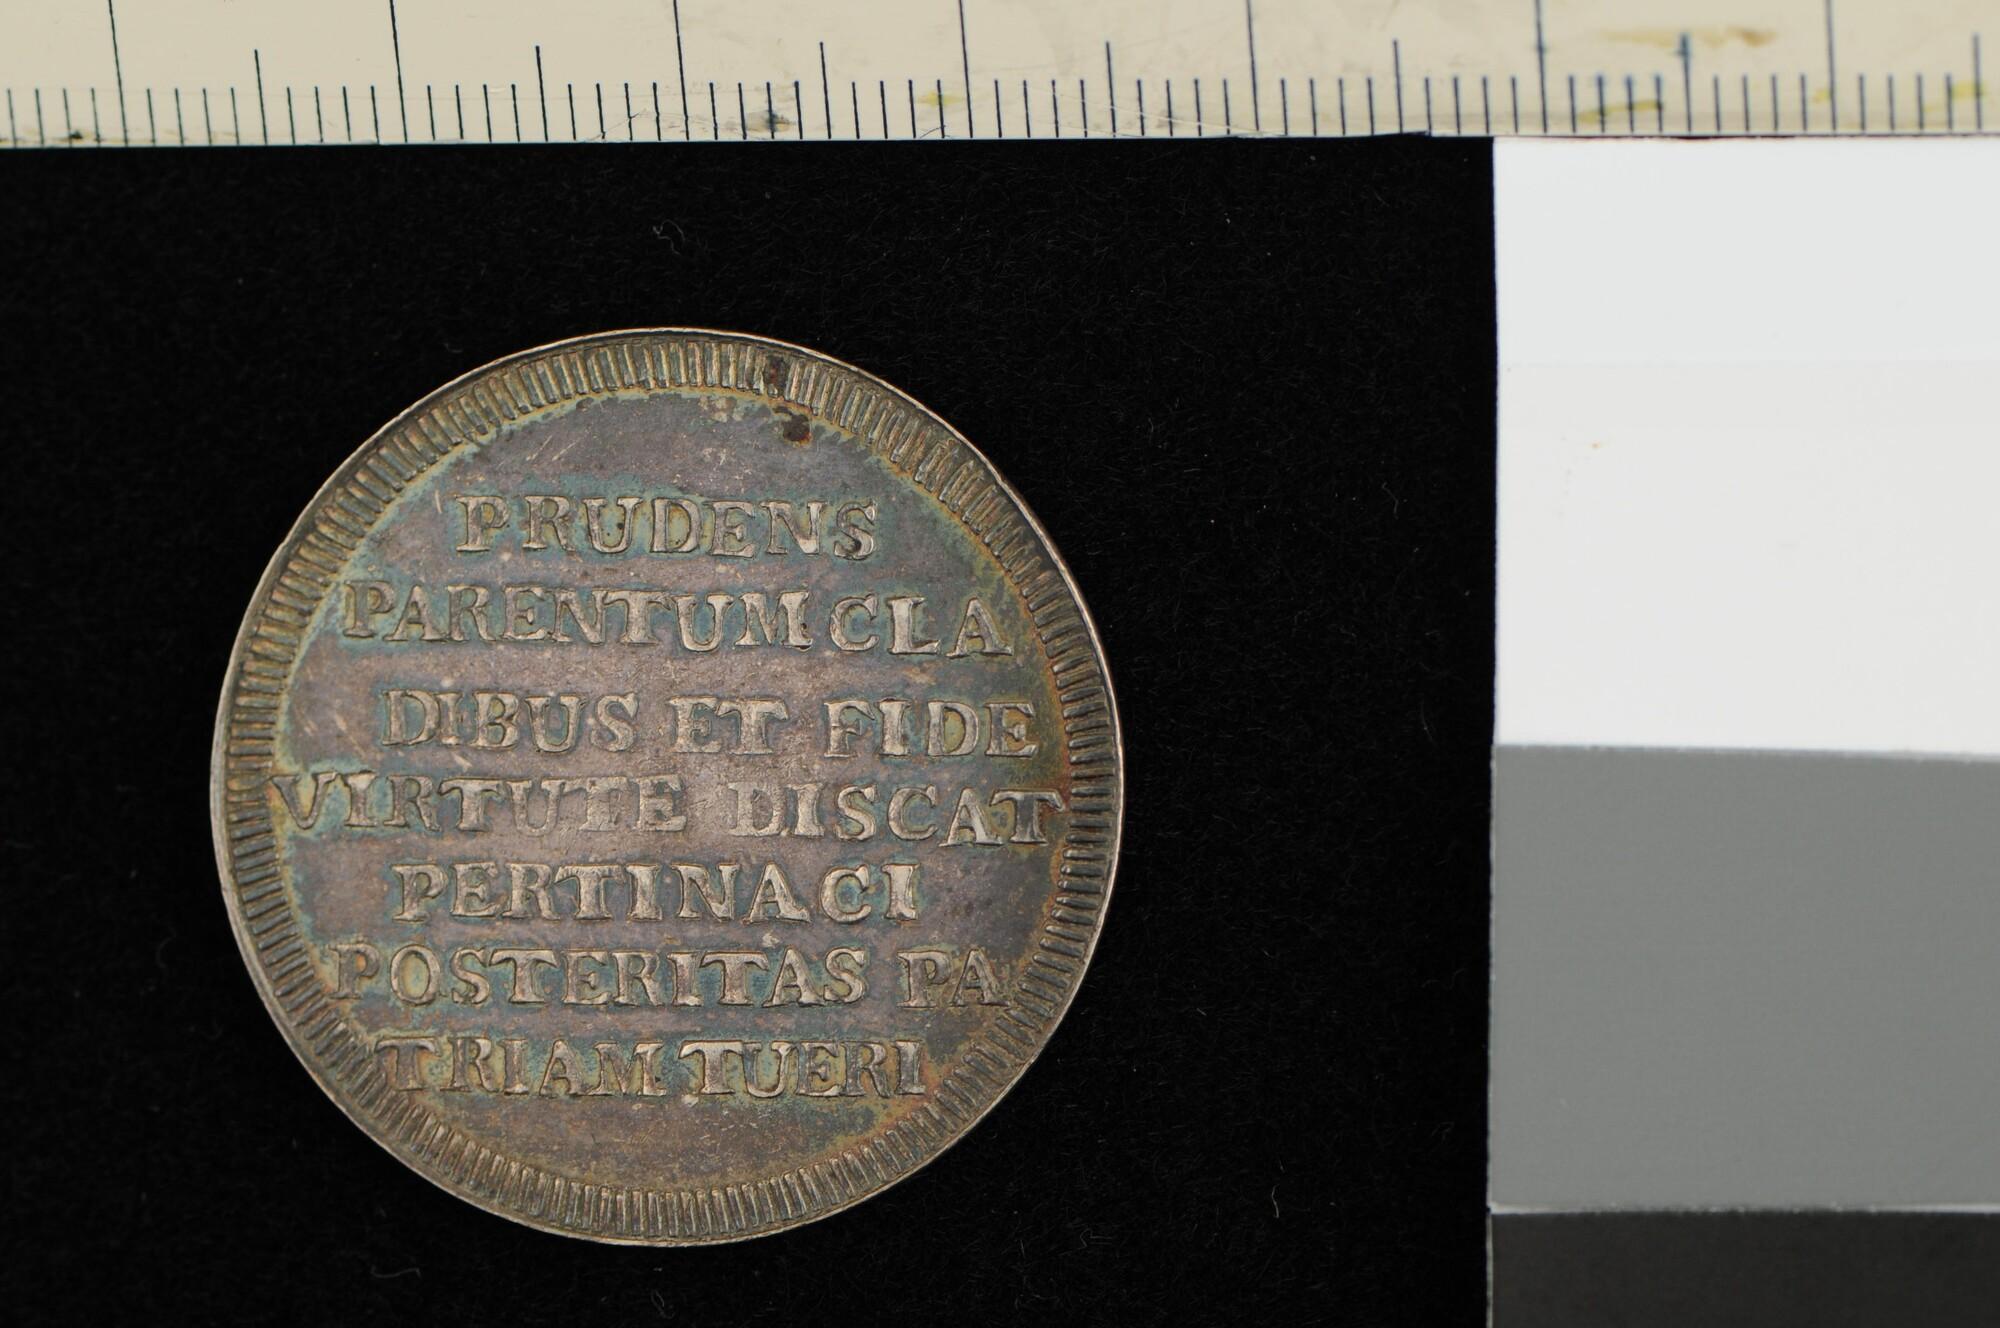 PRUDENS
PARENTUM CLA
DIBUS ET FIDE
VIRTUTE DISCAT
PERTINACI
POSTERITAS PA
TRIAM TUERI